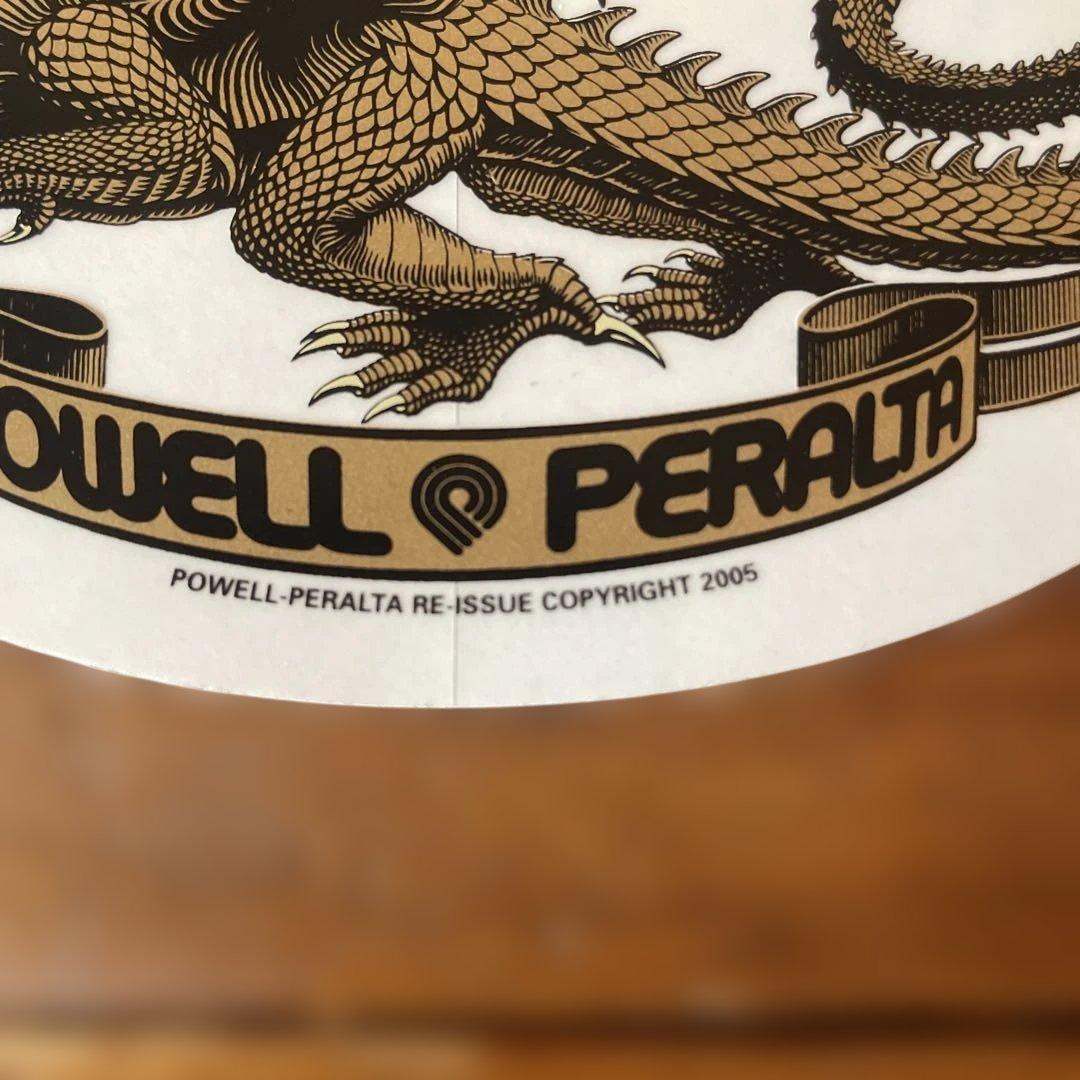 OWELL PERALTA
POWELL-PERALTA RE-ISSUE COPYRIGHT 2005